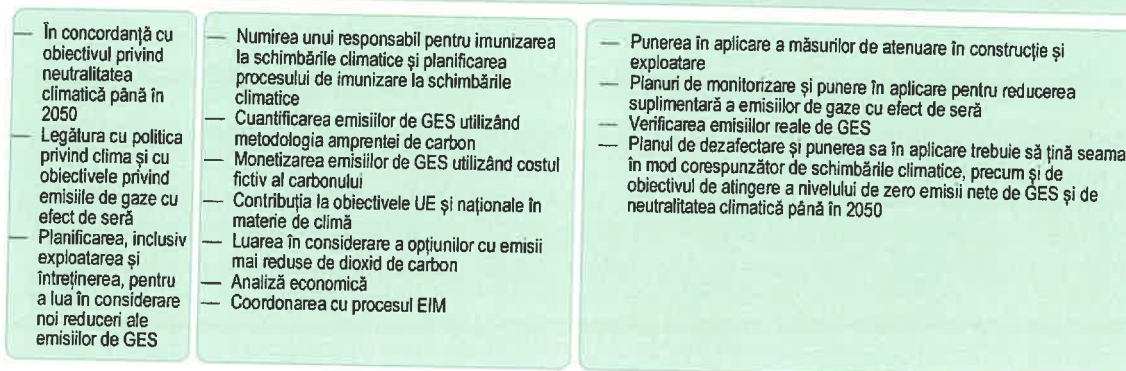 — În concordanță cu
obiectivul privind
neutralitatea
climatică până în
2050
— Legătura cu politica
privind clima și cu
obiectivele privind
emisiile de gaze cu
efect de seră
— Planificarea, inclusiv
exploatarea și
întreținerea, pentru
a lua în considerare
noi reduceri ale
emisiilor de GES
— Numirea unui responsabil pentru imunizarea
la schimbările climatice și planificarea
procesului de imunizare la schimbările
climatice
— Cuantificarea emisiilor de GES utilizând
metodologia amprentei de carbon
— Monetizarea emisiilor de GES utilizând costul
fictiv al carbonului
— Contribuția la obiectivele UE și naționale în
materie de climă
— Luarea în considerare a opțiunilor cu emisii
mai reduse de dioxid de carbon
— Analiză economică
— Coordonarea cu procesul EIM
— Punerea în aplicare a măsurilor de atenuare în construcție și
exploatare
— Planuri de monitorizare și punere în aplicare pentru reducerea
suplimentară a emisiilor de gaze cu efect de seră
— Verificarea emisiilor reale de GES
— Planul de dezafectare și punerea sa în aplicare trebuie să țină seama
în mod corespunzător de schimbările climatice, precum și de
obiectivul de atingere a nivelului de zero emisii nete de GES și de
neutralitatea climatică până în 2050